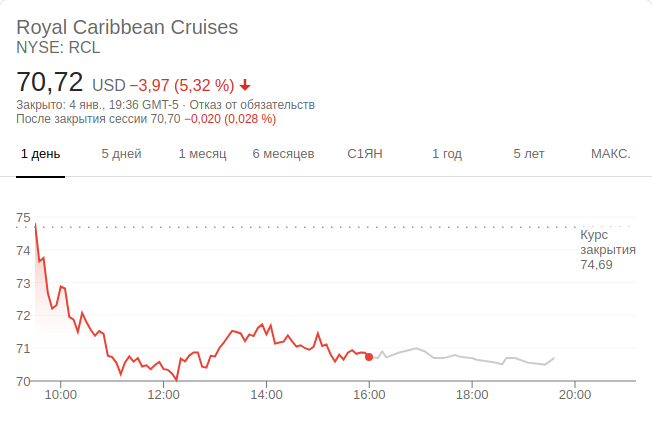 Royal Caribbean Cruises
NYSE: RCL
70,72 USD −3,97 (5,32 %)
Закрыто: 4 янв., 19:36 GMT-5 · Отказ от обязательств
После закрытия сессии 70,70 −0,020 (0,028 %)
1 день 5 дней 1 месяц 6 месяцев С1ЯН 1 год 5 лет МАКС.
75
74
73
72
71
70
Курс
закрытия
74,69
10:00 12:00 14:00 16:00 18:00 20:00